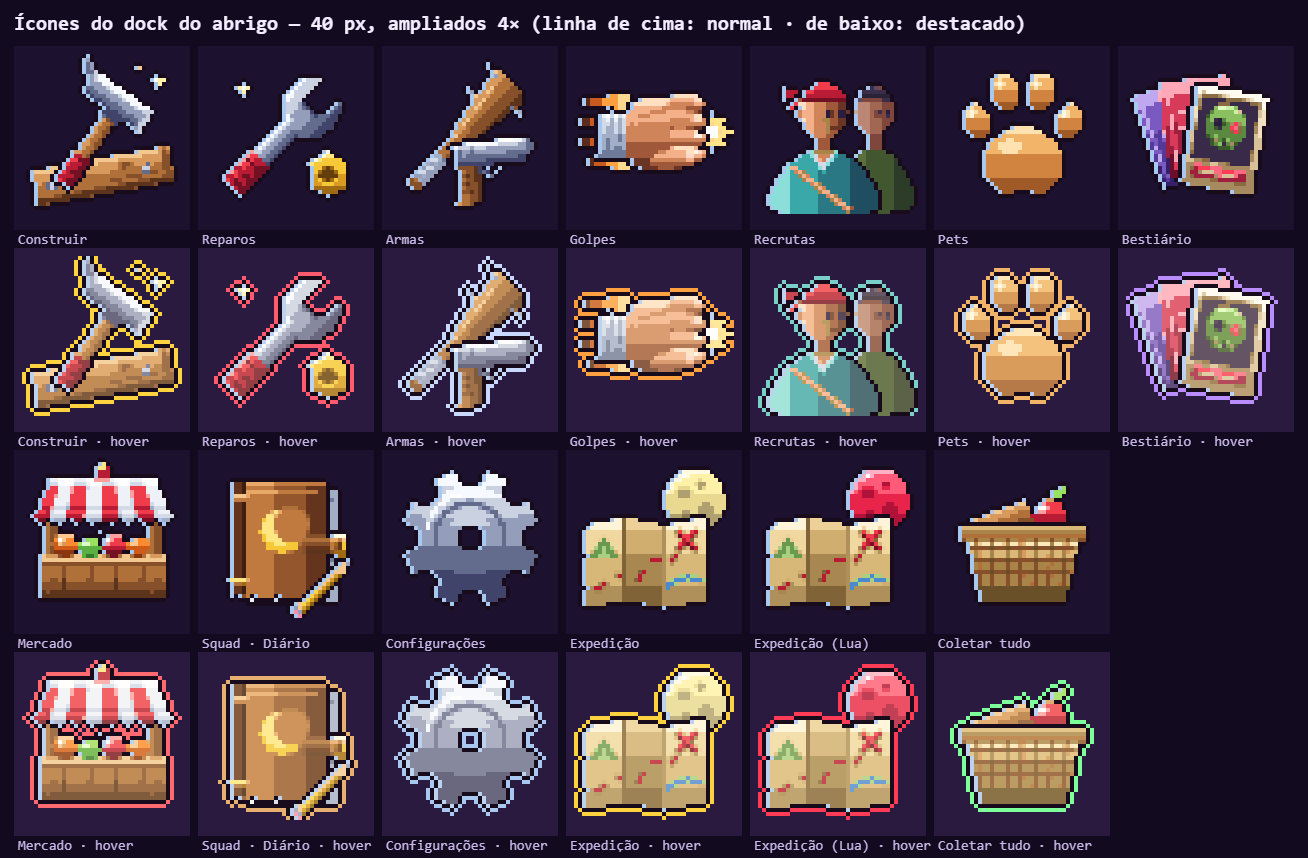 Ícones do dock do abrigo — 40 px, ampliados 4× (linha de cima: normal · de baixo: destacado)
Construir
Reparos
Armas
Golpes
Recrutas
Pets
Bestiário
Construir · hover
Reparos · hover
Armas · hover
Golpes · hover
Recrutas · hover
Pets · hover
Bestiário · hover
Mercado
Squad · Diário
Configurações
Expedição
Expedição (Lua)
Coletar tudo
Mercado · hover
Squad · Diário · hover
Configurações · hover
Expedição · hover
Expedição (Lua) · hover
Coletar tudo · hover